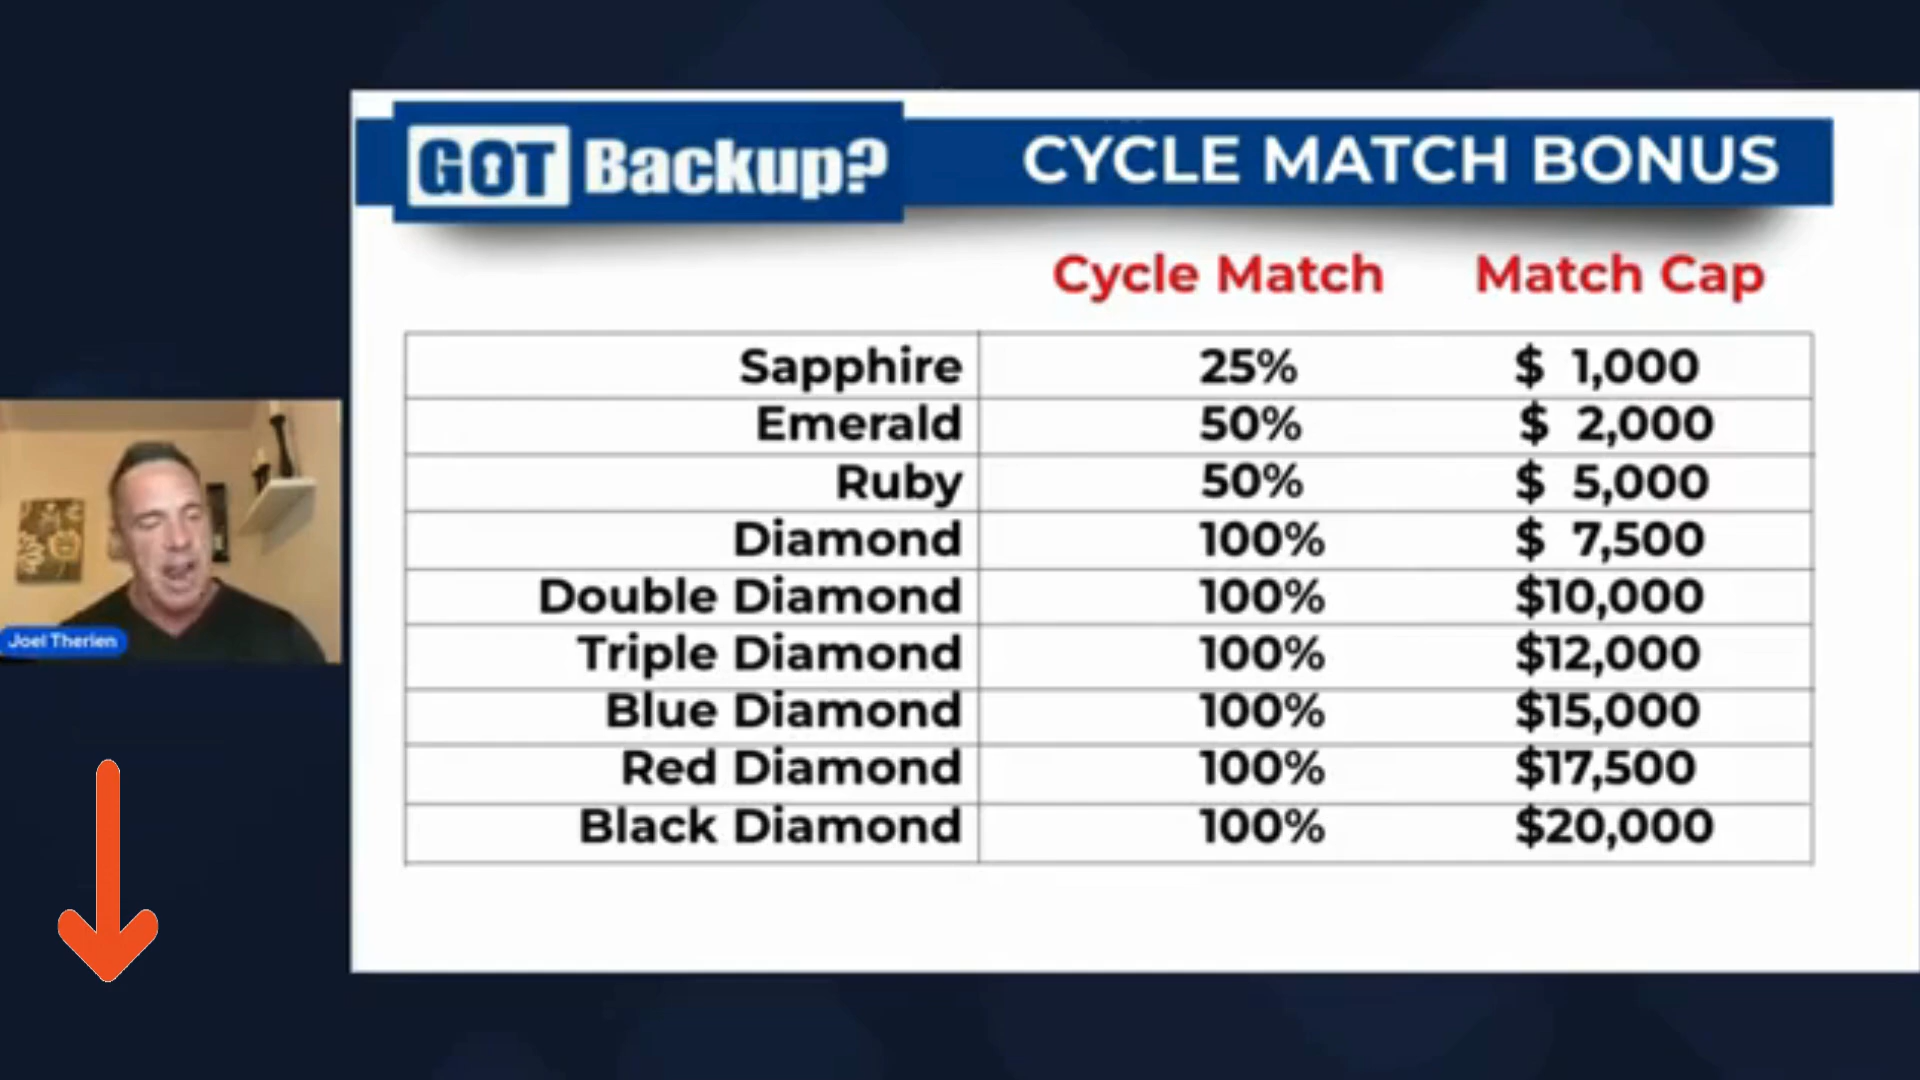 GOT Backup?
CYCLE MATCH BONUS
Cycle Match Match Cap
Sapphire 25% $ 1,000
Emerald 50% $ 2,000
Ruby 50% $ 5,000
Diamond 100% $ 7,500
Double Diamond 100% $10,000
Triple Diamond 100% $12,000
Blue Diamond 100% $15,000
Red Diamond 100% $17,500
Black Diamond 100% $20,000
Joel Therien